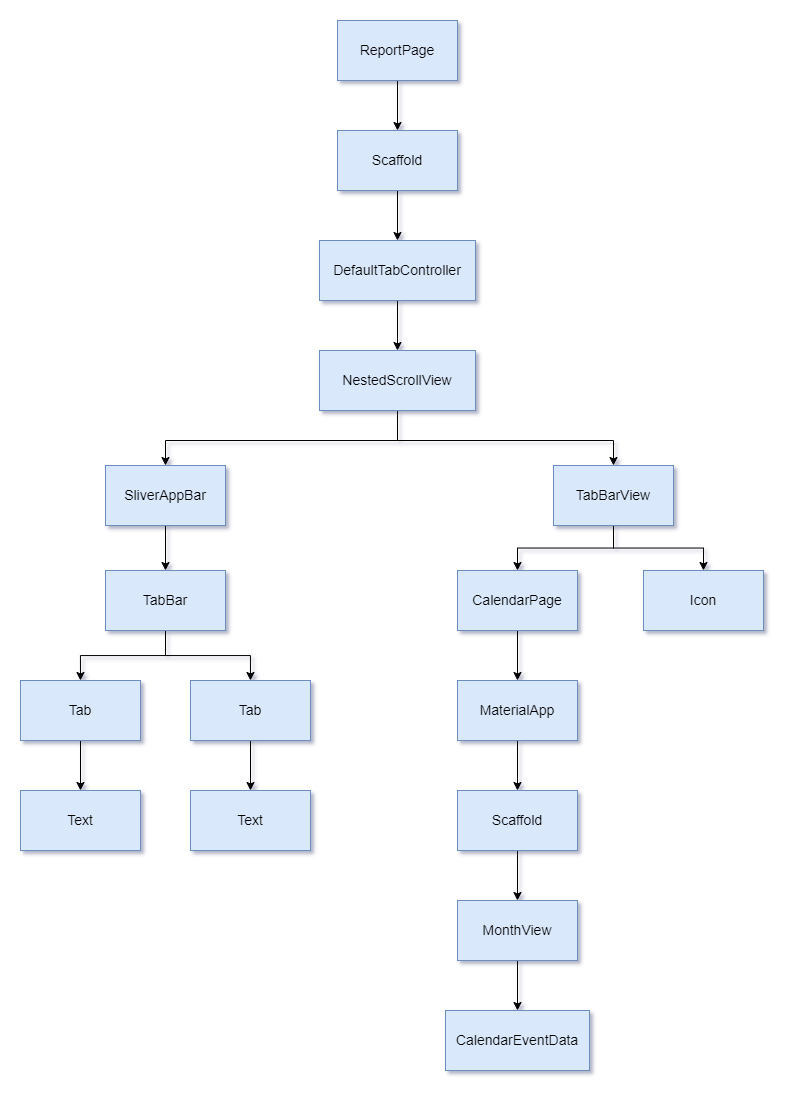 ReportPage
Scaffold
DefaultTabController
NestedScrollView
SliverAppBar
TabBarView
TabBar
CalendarPage
Icon
Tab
Tab
MaterialApp
Text
Text
Scaffold
MonthView
CalendarEventData